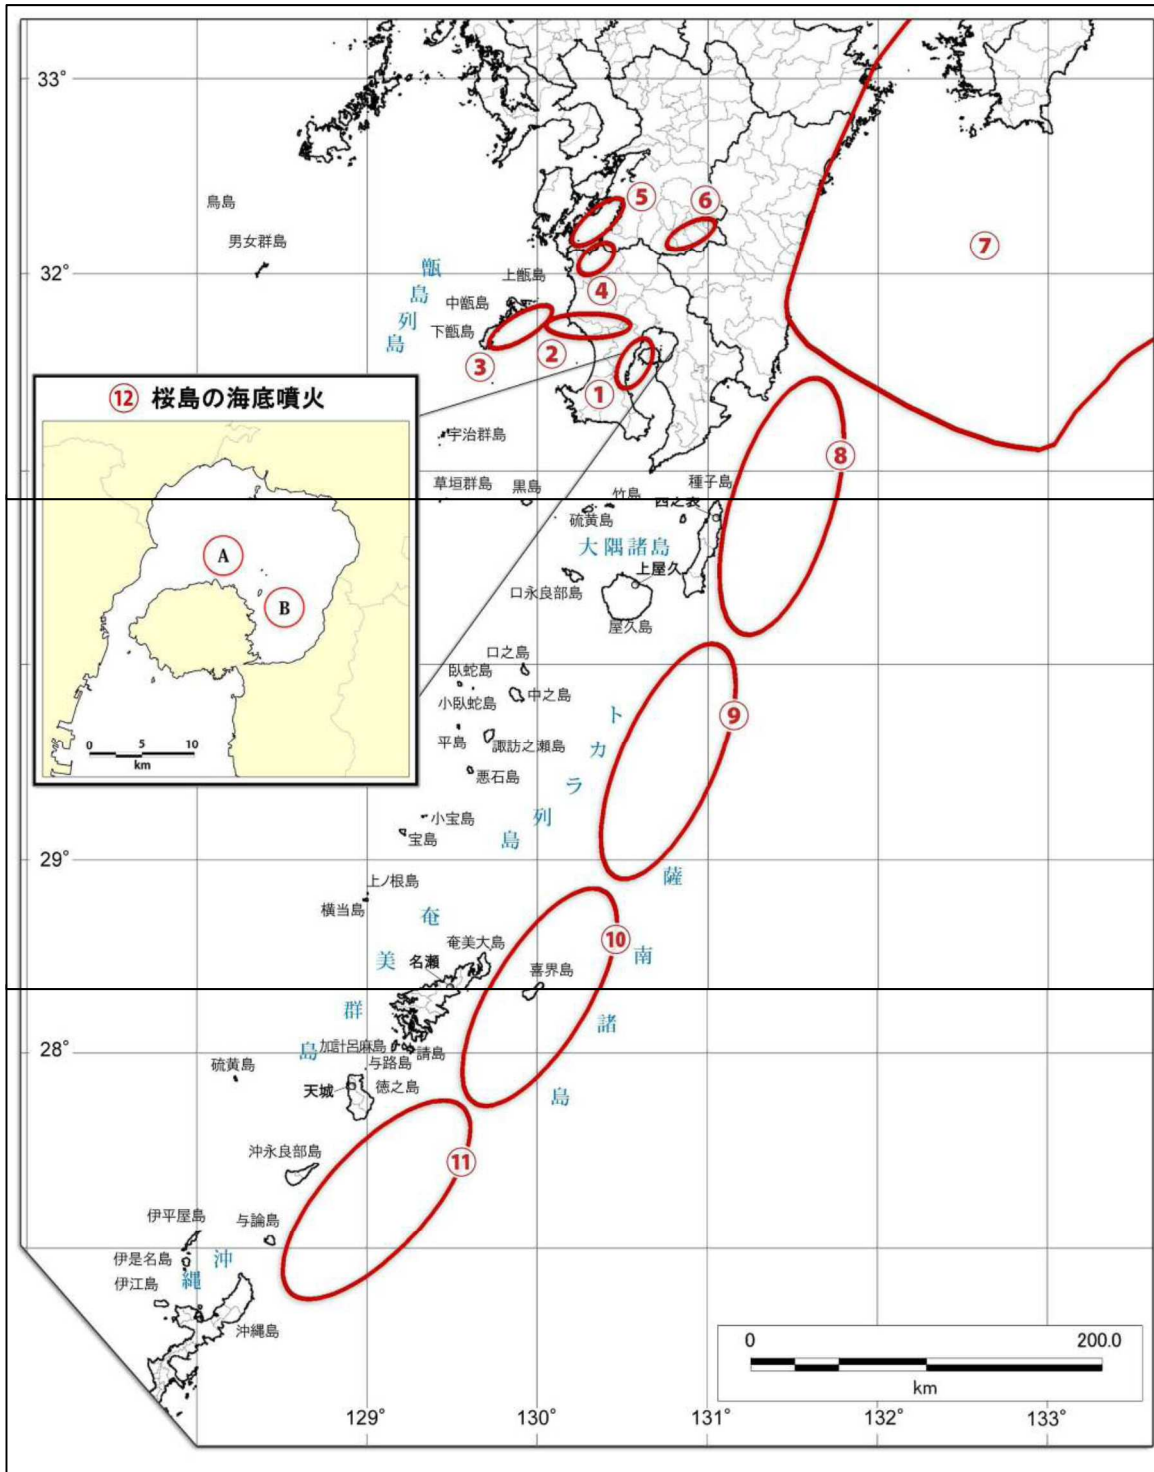 33°
⑤
⑥
鳥島
男女群島
⑦
32°
甑島列島
上甑島
中甑島
下甑島
④
③
②
①
⑫ 桜島の海底噴火
A
B
0 5 10
km
宇治群島
⑧
草垣群島
黒島
竹島
種子島
西之表
硫黄島
大隅諸島
上屋久
口永良部島
屋久島
口之島
臥蛇島
中之島
小臥蛇島
⑨
平島
諏訪之瀬島
悪石島
トカラ列島
小宝島
宝島
29°
薩南諸島
上ノ根島
横当島
奄美群島
奄美大島
⑩
名瀬
喜界島
28°
加計呂麻島
請島
与路島
硫黄島
天城
徳之島
沖永良部島
⑪
伊平屋島
与論島
伊是名島
沖縄
伊江島
沖縄島
0 200.0
km
129° 130° 131° 132° 133°